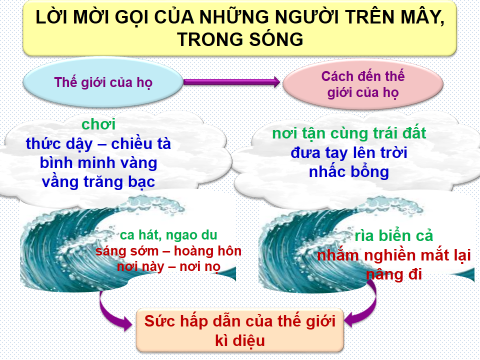 LỜI MỜI GỌI CỦA NHỮNG NGƯỜI TRÊN MÂY,
TRONG SÓNG
Thế giới của họ
Cách đến thế
giới của họ
chơi
thức dậy – chiều tà
bình minh vàng
vầng trăng bạc
nơi tận cùng trái đất
đưa tay lên trời
nhấc bổng
ca hát, ngao du
sáng sớm – hoàng hôn
nơi này – nơi nọ
rìa biển cả
nhắm nghiền mắt lại
nâng đi
Sức hấp dẫn của thế giới
kì diệu